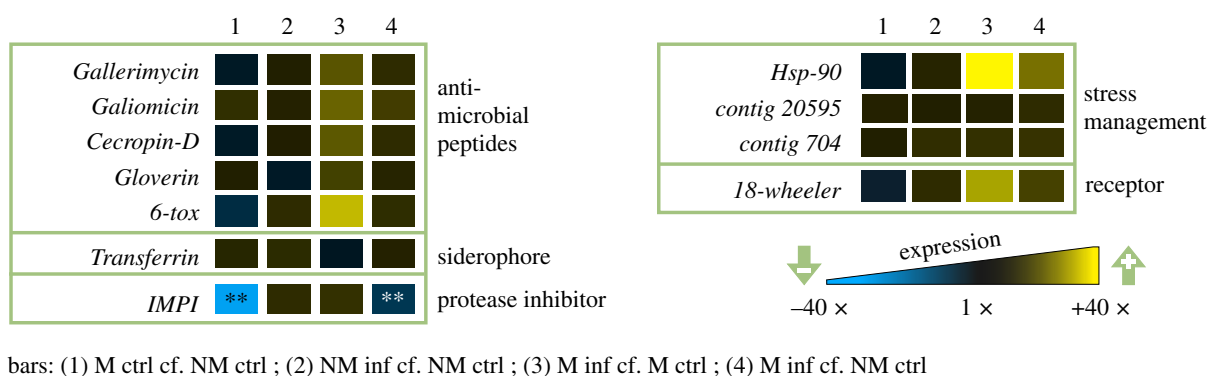 1 2 3 4
Gallerimycin
Galiomicin
Cecropin-D
Gloverin
6-tox
anti-
microbial
peptides
Transferrin
siderophore
IMPI ** ** protease inhibitor
1 2 3 4
Hsp-90
contig 20595
contig 704
stress
management
18-wheeler
receptor
expression
–40 × 1 × +40 ×
bars: (1) M ctrl cf. NM ctrl ; (2) NM inf cf. NM ctrl ; (3) M inf cf. M ctrl ; (4) M inf cf. NM ctrl